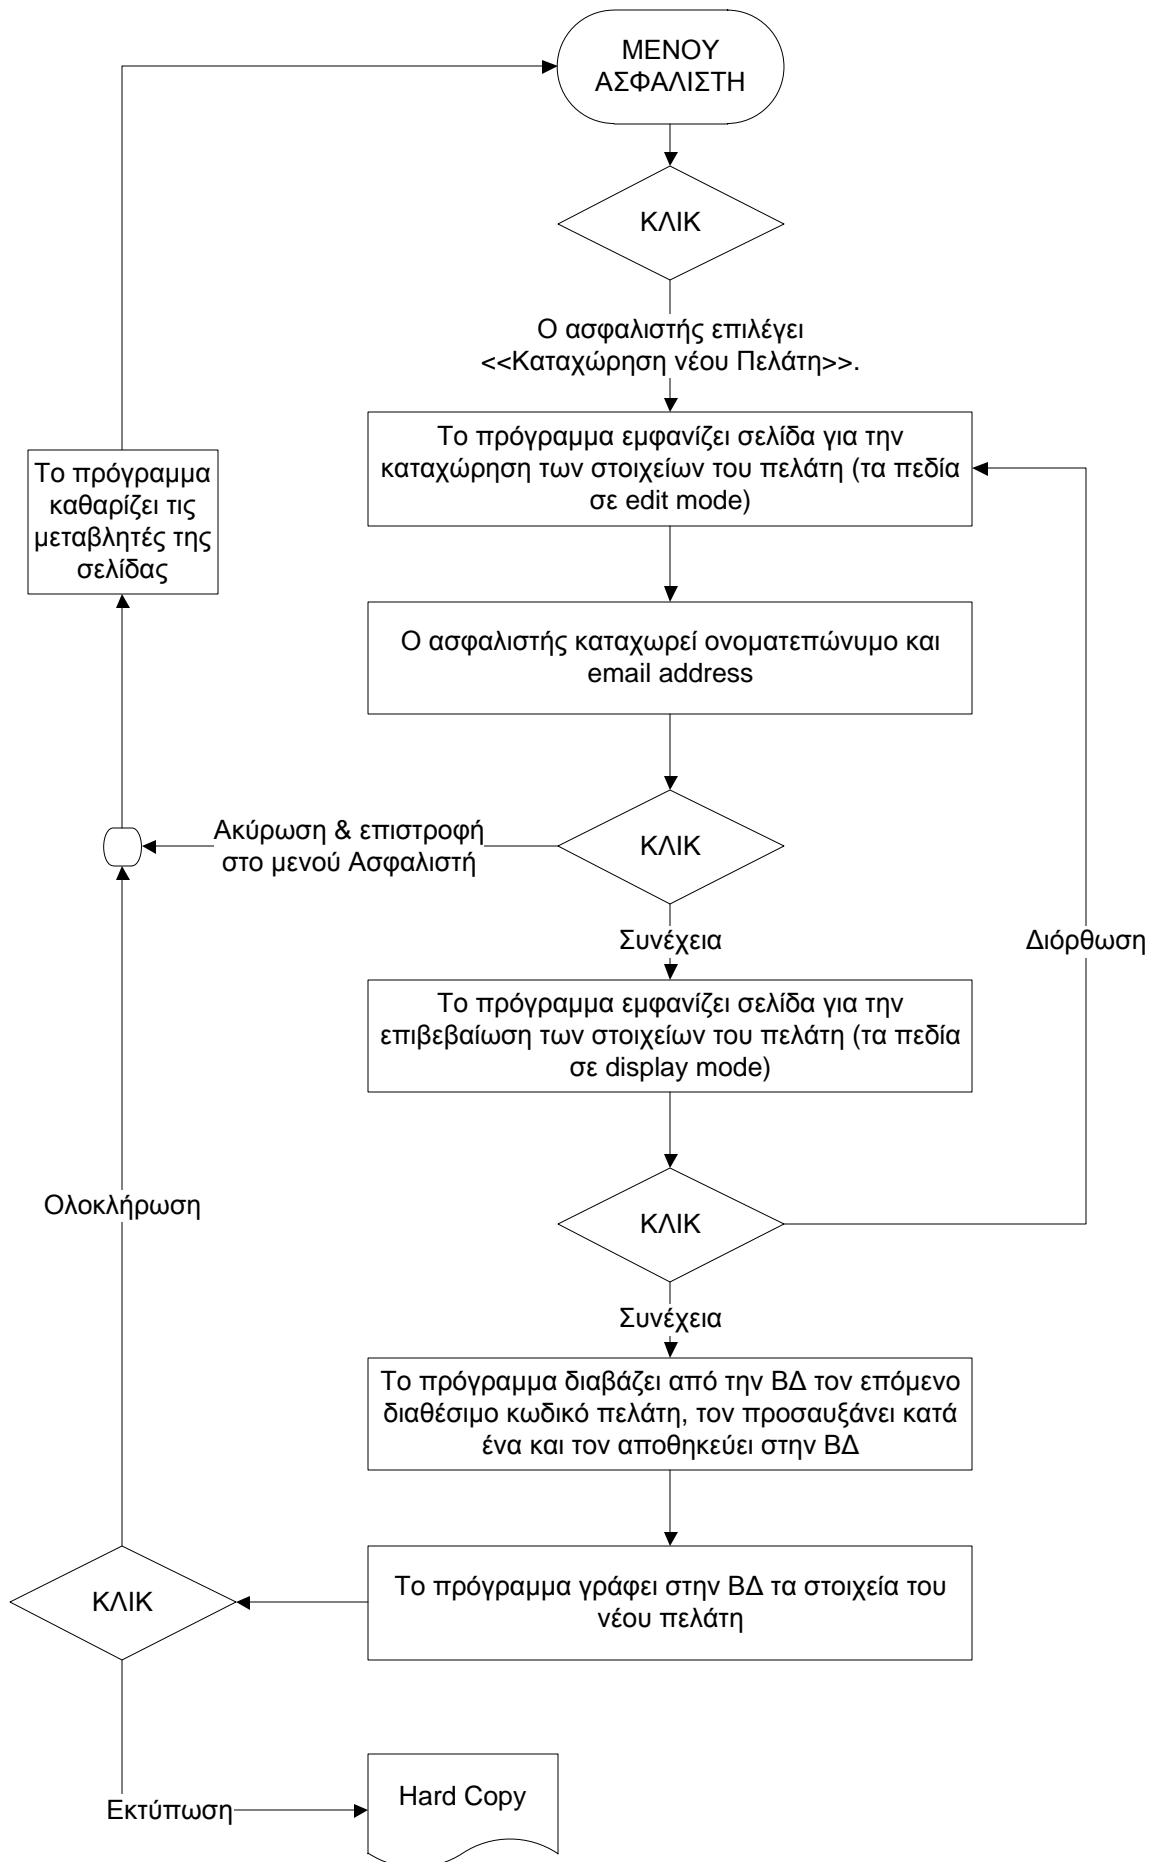 ΜΕΝΟΥ
ΑΣΦΑΛΙΣΤΗ
ΚΛΙΚ
Ο ασφαλιστής επιλέγει
<<Καταχώρηση νέου Πελάτη>>.
Το πρόγραμμα εμφανίζει σελίδα για την
καταχώρηση των στοιχείων του πελάτη (τα πεδία
σε edit mode)
Το πρόγραμμα
καθαρίζει τις
μεταβλητές της
σελίδας
Ο ασφαλιστής καταχωρεί ονοματεπώνυμο και
email address
Ακύρωση & επιστροφή
στο μενού Ασφαλιστή
ΚΛΙΚ
Συνέχεια
Διόρθωση
Το πρόγραμμα εμφανίζει σελίδα για την
επιβεβαίωση των στοιχείων του πελάτη (τα πεδία
σε display mode)
Ολοκλήρωση
ΚΛΙΚ
Συνέχεια
Το πρόγραμμα διαβάζει από την ΒΔ τον επόμενο
διαθέσιμο κωδικό πελάτη, τον προσαυξάνει κατά
ένα και τον αποθηκεύει στην ΒΔ
ΚΛΙΚ
Το πρόγραμμα γράφει στην ΒΔ τα στοιχεία του
νέου πελάτη
Hard Copy
Εκτύπωση